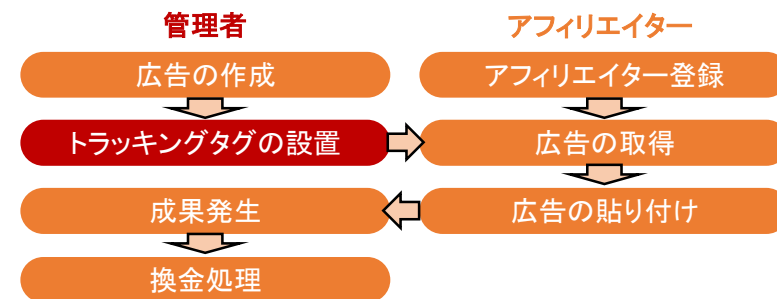 管理者
アフィリエイター
広告の作成
アフィリエイター登録
トラッキングタグの設置
広告の取得
成果発生
広告の貼り付け
換金処理